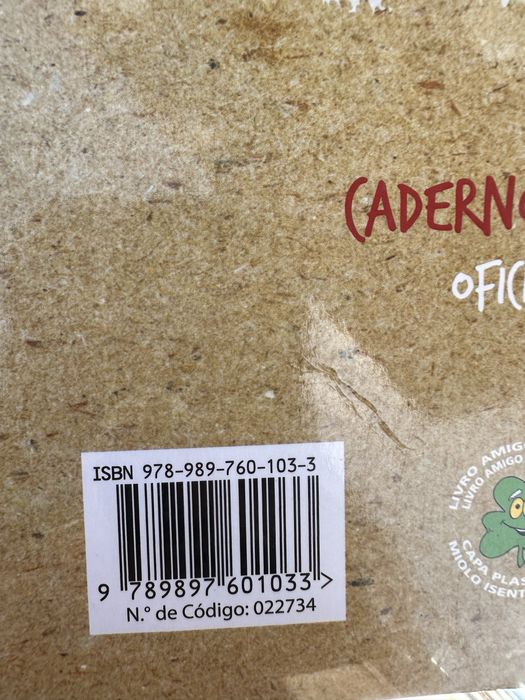 CADERNO
OFIC
ISBN 978-989-760-103-3
9 789897 601033 >
N.º de Código: 022734
LIVRO AMIGO
LIVRO AMIGO
CAPA PLAS
MIOLO ISENT